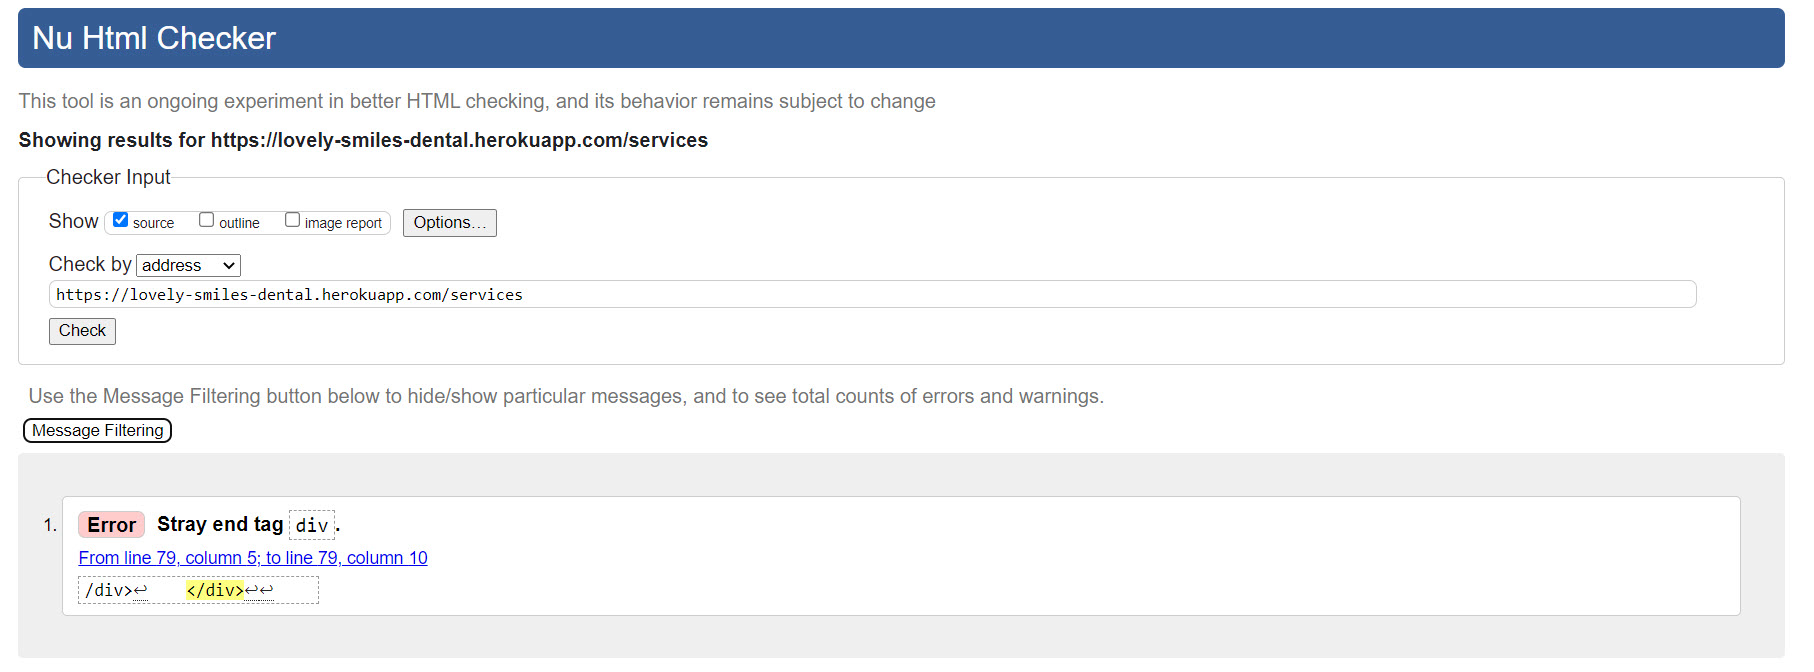 Nu Html Checker
This tool is an ongoing experiment in better HTML checking, and its behavior remains subject to change
Showing results for https://lovely-smiles-dental.herokuapp.com/services
Checker Input
Show source outline image report Options…
Check by address
https://lovely-smiles-dental.herokuapp.com/services
Check
Use the Message Filtering button below to hide/show particular messages, and to see total counts of errors and warnings.
Message Filtering
1. Error Stray end tag div.
From line 79, column 5; to line 79, column 10
/div>↩ </div>↩↩